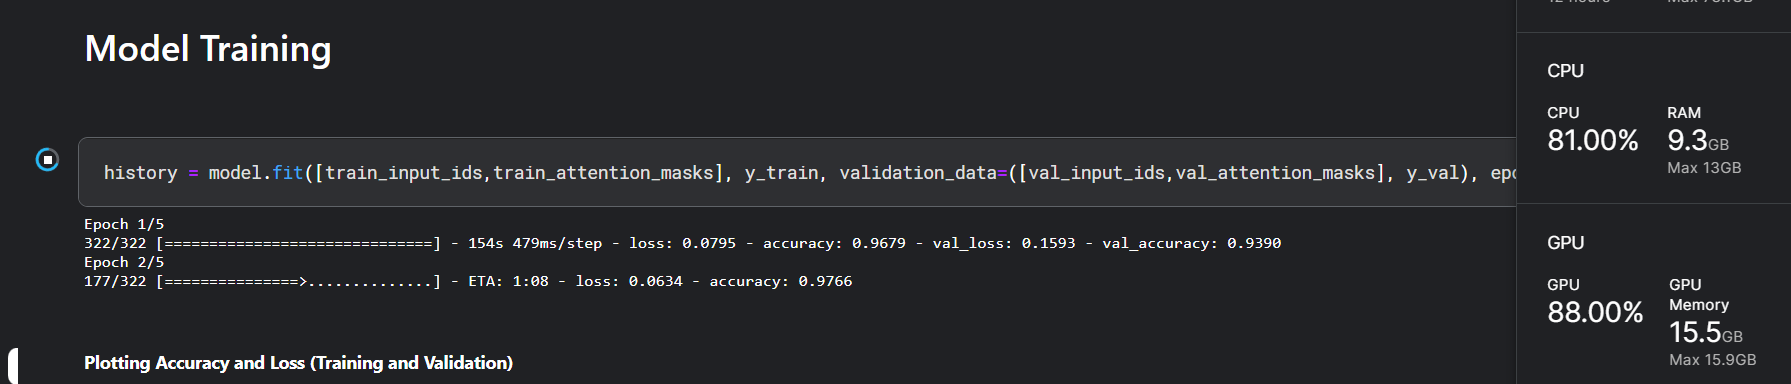 Model Training
history = model.fit([train_input_ids,train_attention_masks], y_train, validation_data=([val_input_ids,val_attention_masks], y_val), epo
Epoch 1/5
322/322 [==============================] - 154s 479ms/step - loss: 0.0795 - accuracy: 0.9679 - val_loss: 0.1593 - val_accuracy: 0.9390
Epoch 2/5
177/322 [===============>..............] - ETA: 1:08 - loss: 0.0634 - accuracy: 0.9766
Plotting Accuracy and Loss (Training and Validation)
CPU
CPU RAM
81.00% 9.3GB
Max 13GB
GPU
GPU GPU
Memory
88.00% 15.5GB
Max 15.9GB